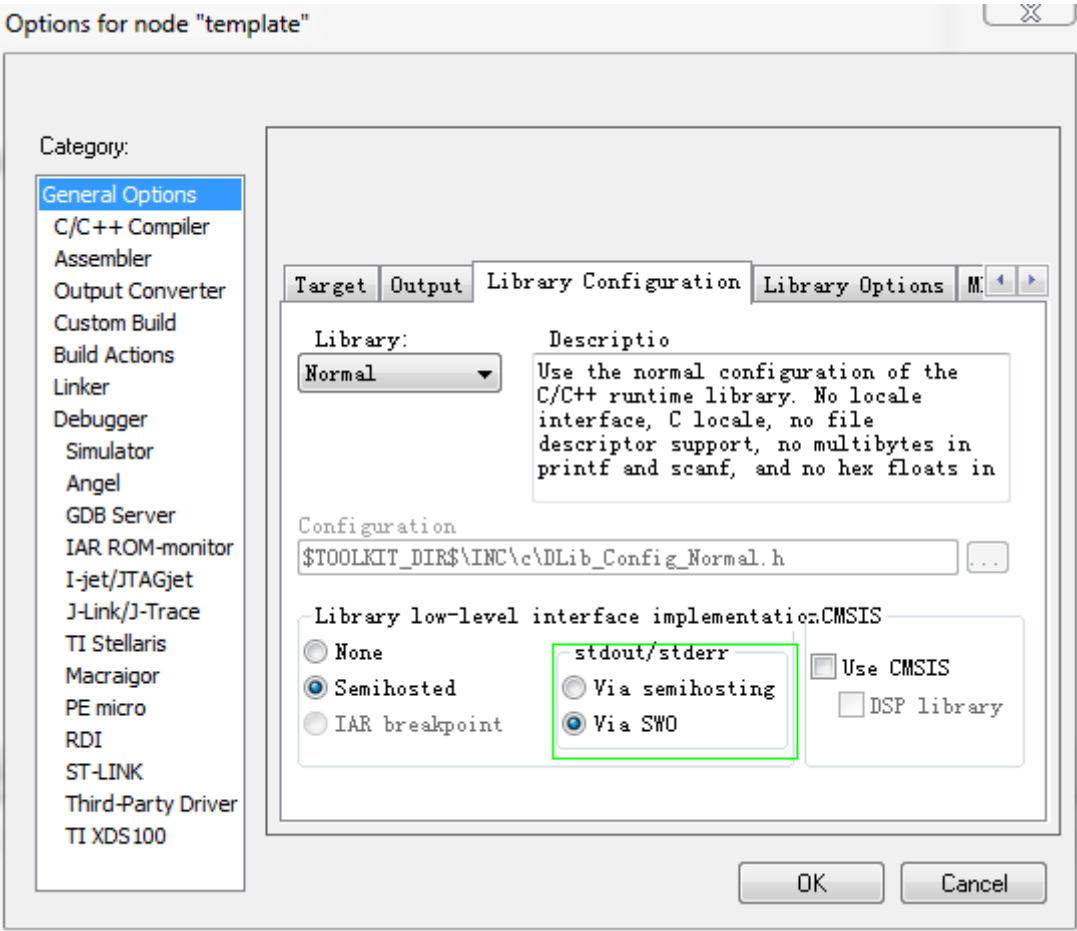 Options for node "template"
Category:
General Options
C/C++ Compiler
Assembler
Output Converter
Custom Build
Build Actions
Linker
Debugger
Simulator
Angel
GDB Server
IAR ROM-monitor
I-jet/JTAGjet
J-Link/J-Trace
TI Stellaris
Macraigor
PE micro
RDI
ST-LINK
Third-Party Driver
TI XDS100
Target Output Library Configuration Library Options M
Library: Descriptio
Normal
Use the normal configuration of the
C/C++ runtime library. No locale
interface, C locale, no file
descriptor support, no multibytes in
printf and scanf, and no hex floats in
Configuration
$TOOLKIT_DIR$\INC\c\DLib_Config_Normal.h ...
Library low-level interface implementatio CMSIS
None
Semihosted
IAR breakpoint
stdout/stderr
Via semihosting
Via SWO
Use CMSIS
DSP library
OK Cancel